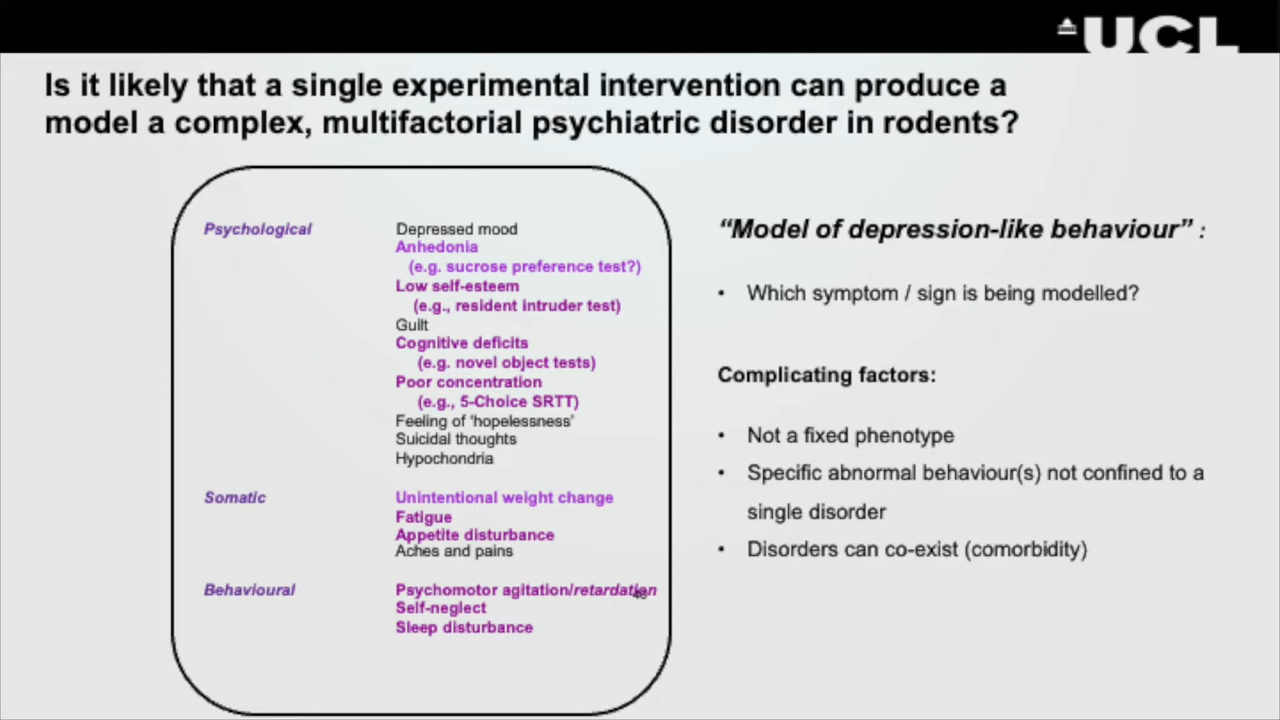 UCL
Is it likely that a single experimental intervention can produce a
model a complex, multifactorial psychiatric disorder in rodents?
Psychological
Depressed mood
Anhedonia
(e.g. sucrose preference test?)
Low self-esteem
(e.g., resident intruder test)
Guilt
Cognitive deficits
(e.g. novel object tests)
Poor concentration
(e.g., 5-Choice SRTT)
Feeling of 'hopelessness'
Suicidal thoughts
Hypochondria
Somatic
Unintentional weight change
Fatigue
Appetite disturbance
Aches and pains
Behavioural
Psychomotor agitation/retardation
Self-neglect
Sleep disturbance
“Model of depression-like behaviour” :
• Which symptom / sign is being modelled?
Complicating factors:
• Not a fixed phenotype
• Specific abnormal behaviour(s) not confined to a
single disorder
• Disorders can co-exist (comorbidity)